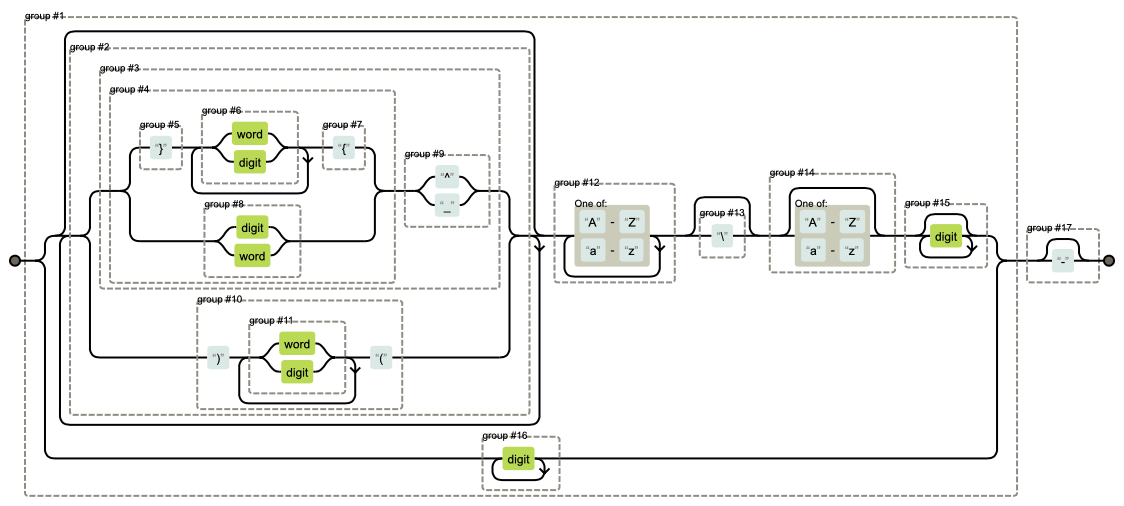 group #1
group #2
group #3
group #4
group #5
"}"
group #6
word
digit
group #7
"{"
group #8
digit
word
group #9
"^"
"_"
group #10
")"
group #11
word
digit
"("
group #12
One of:
"A" - "Z"
"a" - "z"
group #13
"\"
group #14
One of:
"A" - "Z"
"a" - "z"
group #15
digit
group #16
digit
group #17
"-"